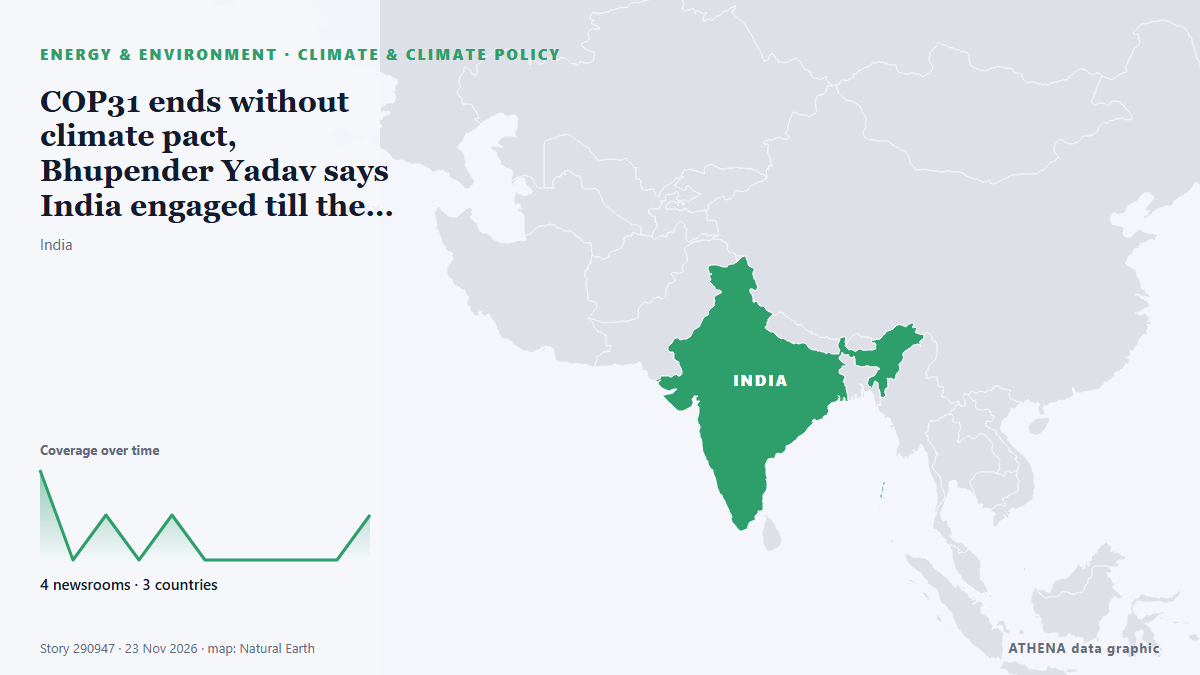 ENERGY & ENVIRONMENT · CLIMATE & CLIMATE POLICY
COP31 ends without
climate pact,
Bhupender Yadav says
India engaged till the...
India
INDIA
Coverage over time
4 newsrooms · 3 countries
Story 290947 · 23 Nov 2026 · map: Natural Earth
ATHENA data graphic